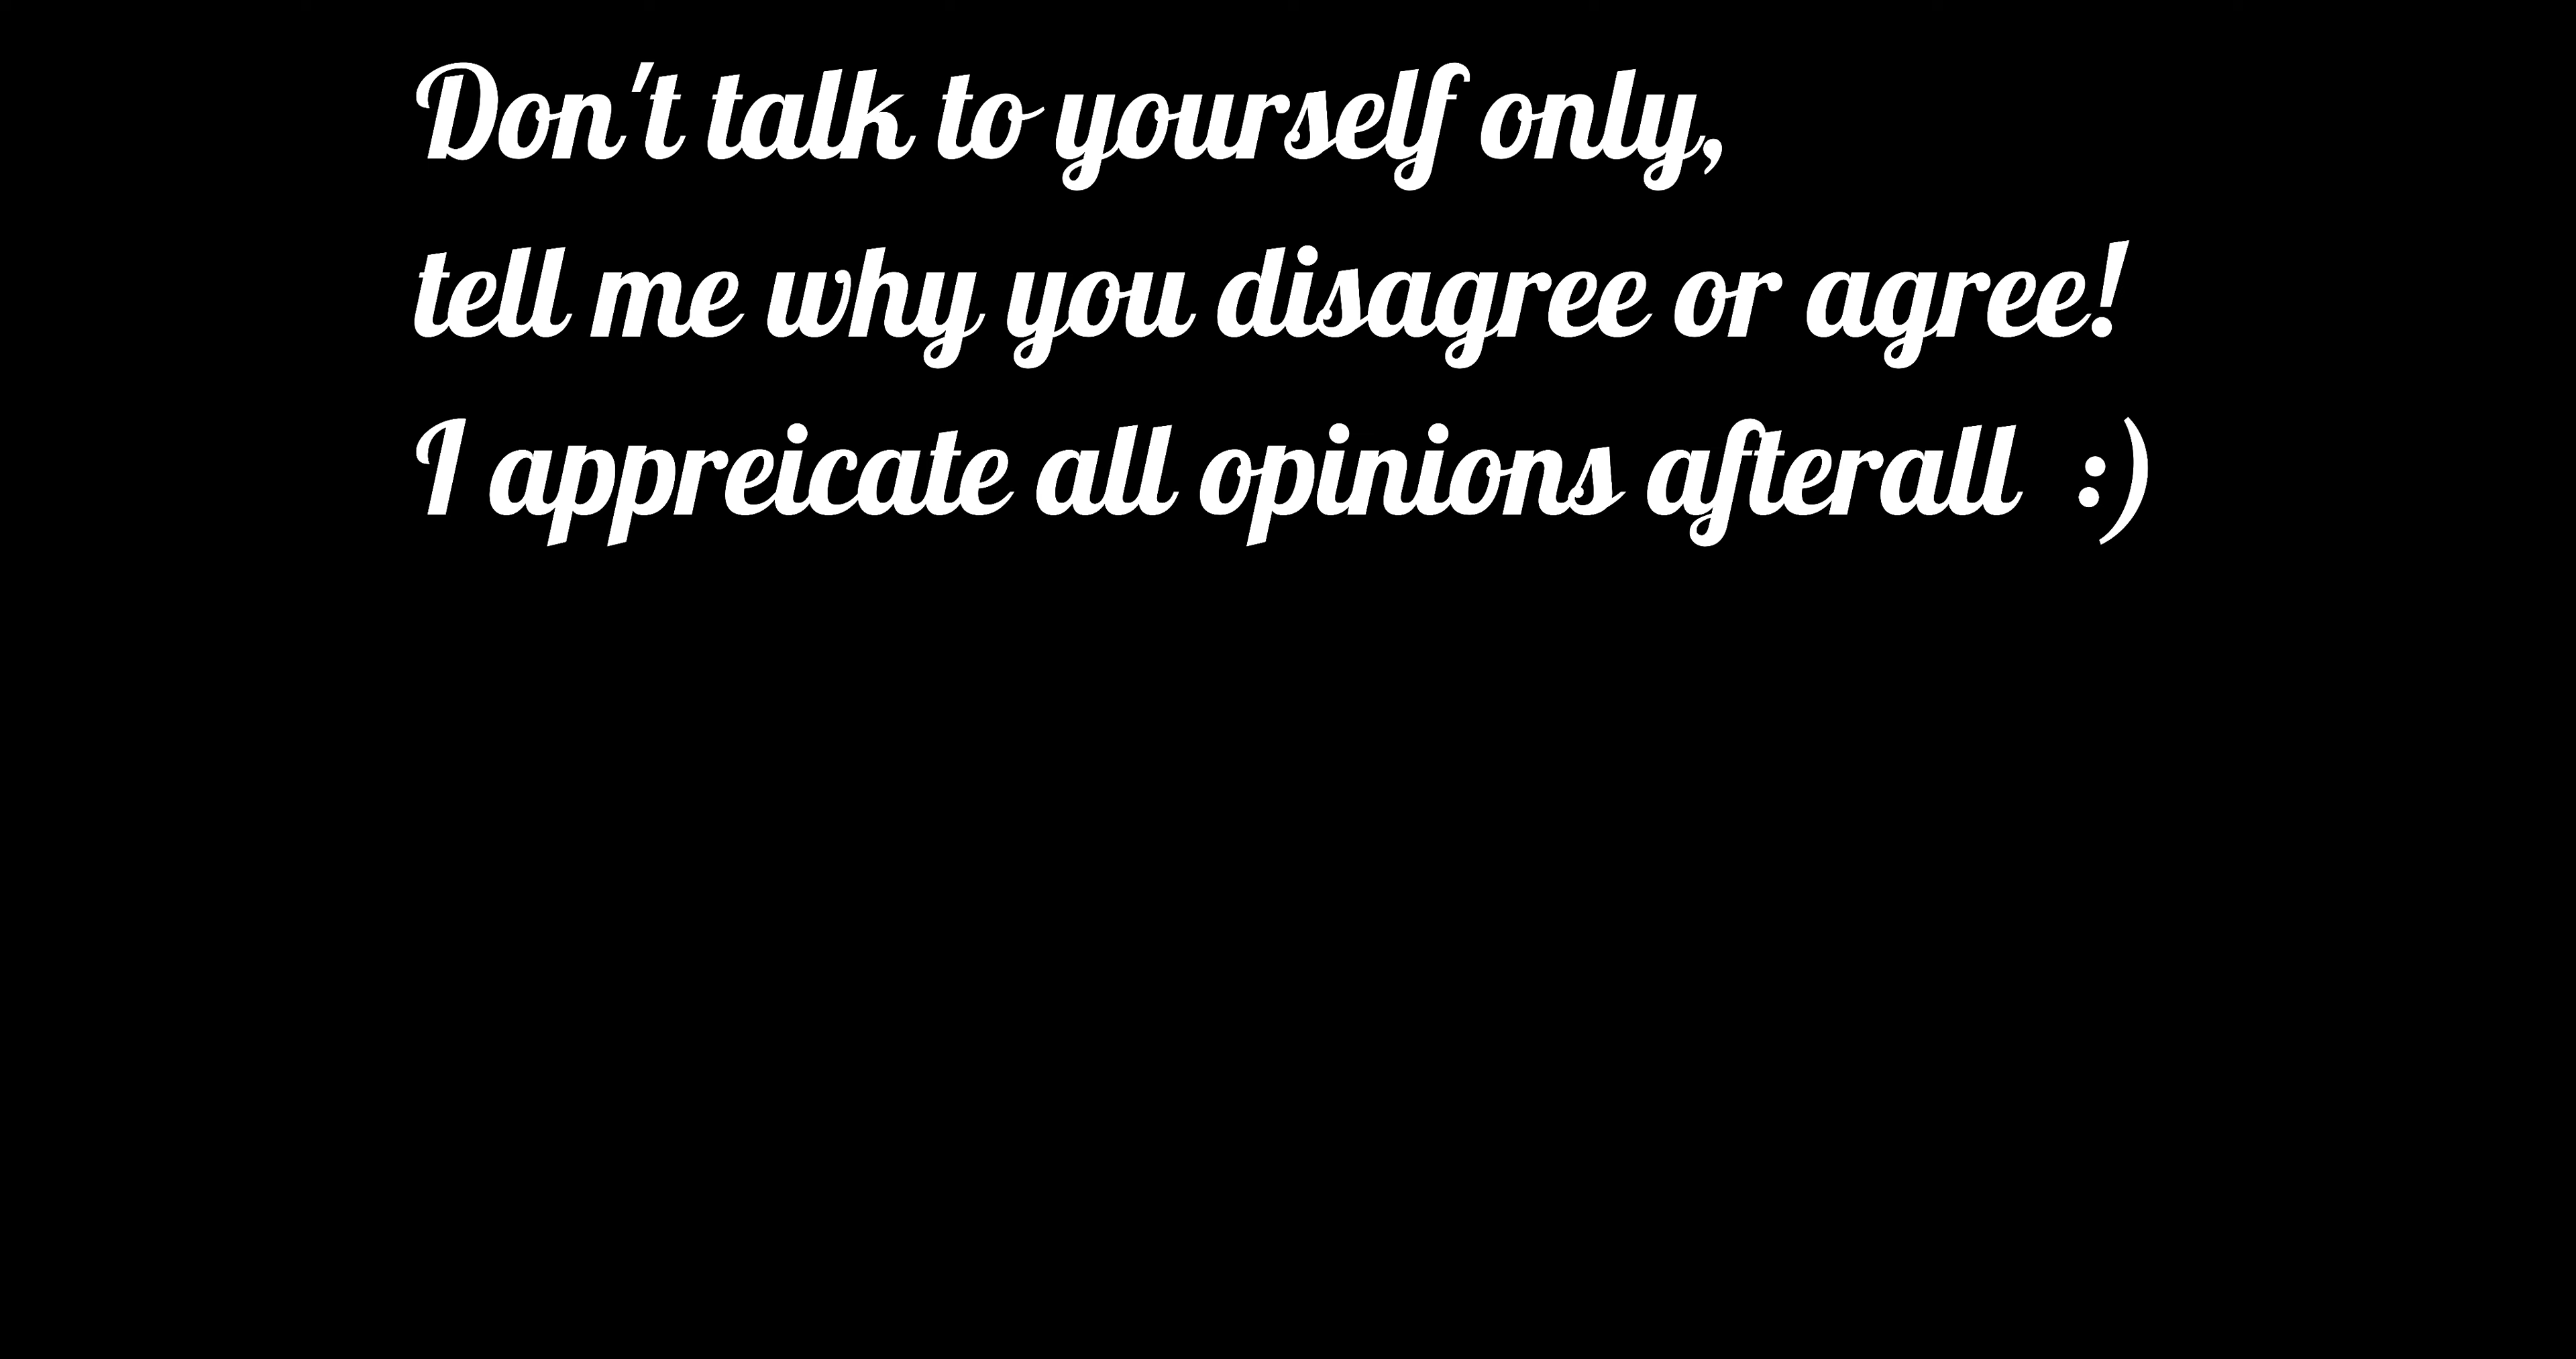 Don't talk to yourself only,
tell me why you disagree or agree!
I appreicate all opinions afterall :)